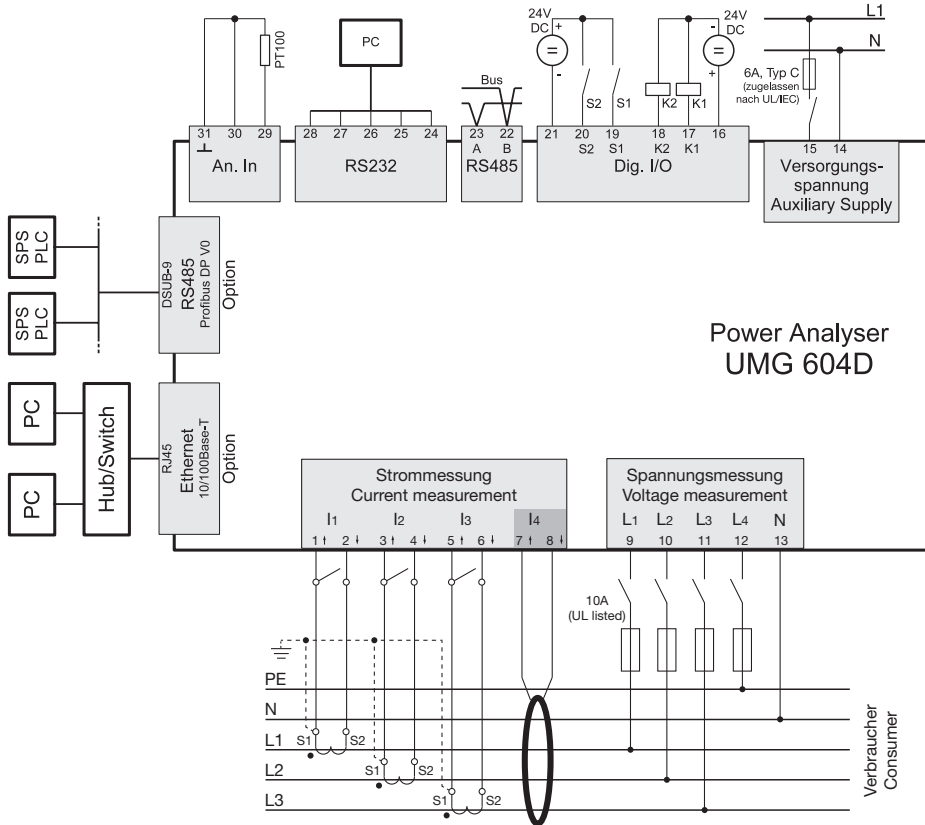 24V
DC
+
=
-
24V
DC
-
=
+
L1
N
PT100
PC
Bus
S2
S1
K2
K1
6A, Typ C
(zugelassen
nach UL/IEC)
31
30
29
An. In
28
27
26
25
24
RS232
23
22
A
B
RS485
21
20
19
18
17
16
S2
S1
K2
K1
Dig. I/O
15
14
Versorgungs-
spannung
Auxiliary Supply
SPS
PLC
SPS
PLC
DSUB-9
RS485
Profibus DP V0
Option
Power Analyser
UMG 604D
PC
PC
Hub/Switch
RJ45
Ethernet
10/100Base-T
Option
Strommessung
Current measurement
I1
I2
I3
I4
1
2
3
4
5
6
7
8
Spannungsmessung
Voltage measurement
L1
L2
L3
L4
N
9
10
11
12
13
10A
(UL listed)
PE
N
L1
S1
S2
L2
S1
S2
L3
S1
S2
Verbraucher
Consumer